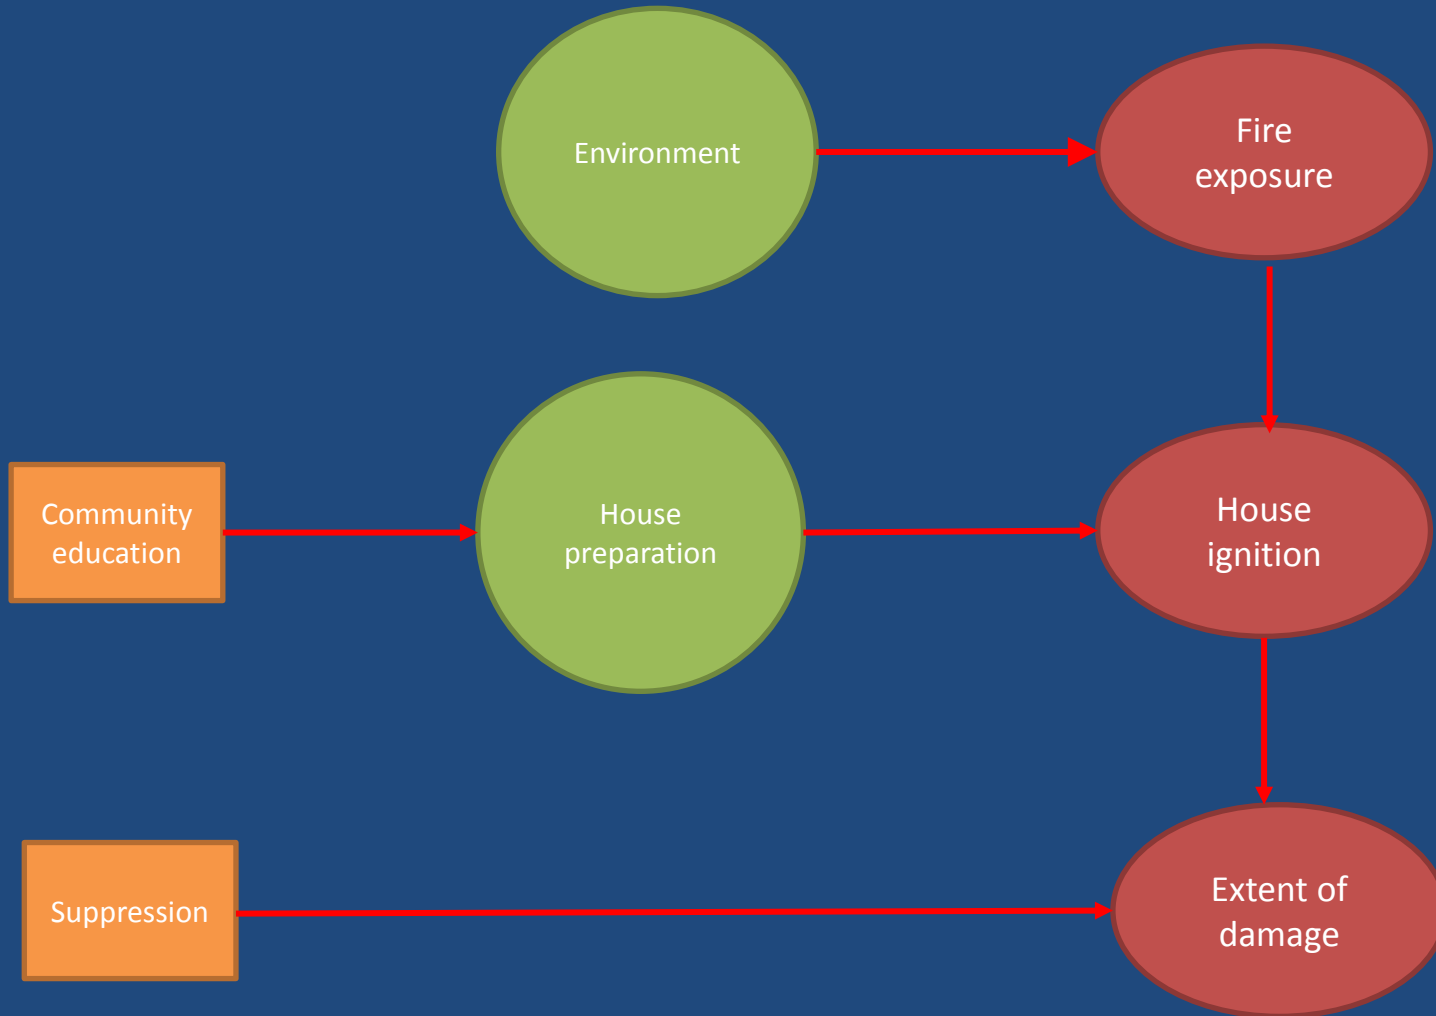 Environment
Fire
exposure
Community
education
House
preparation
House
ignition
Suppression
Extent of
damage